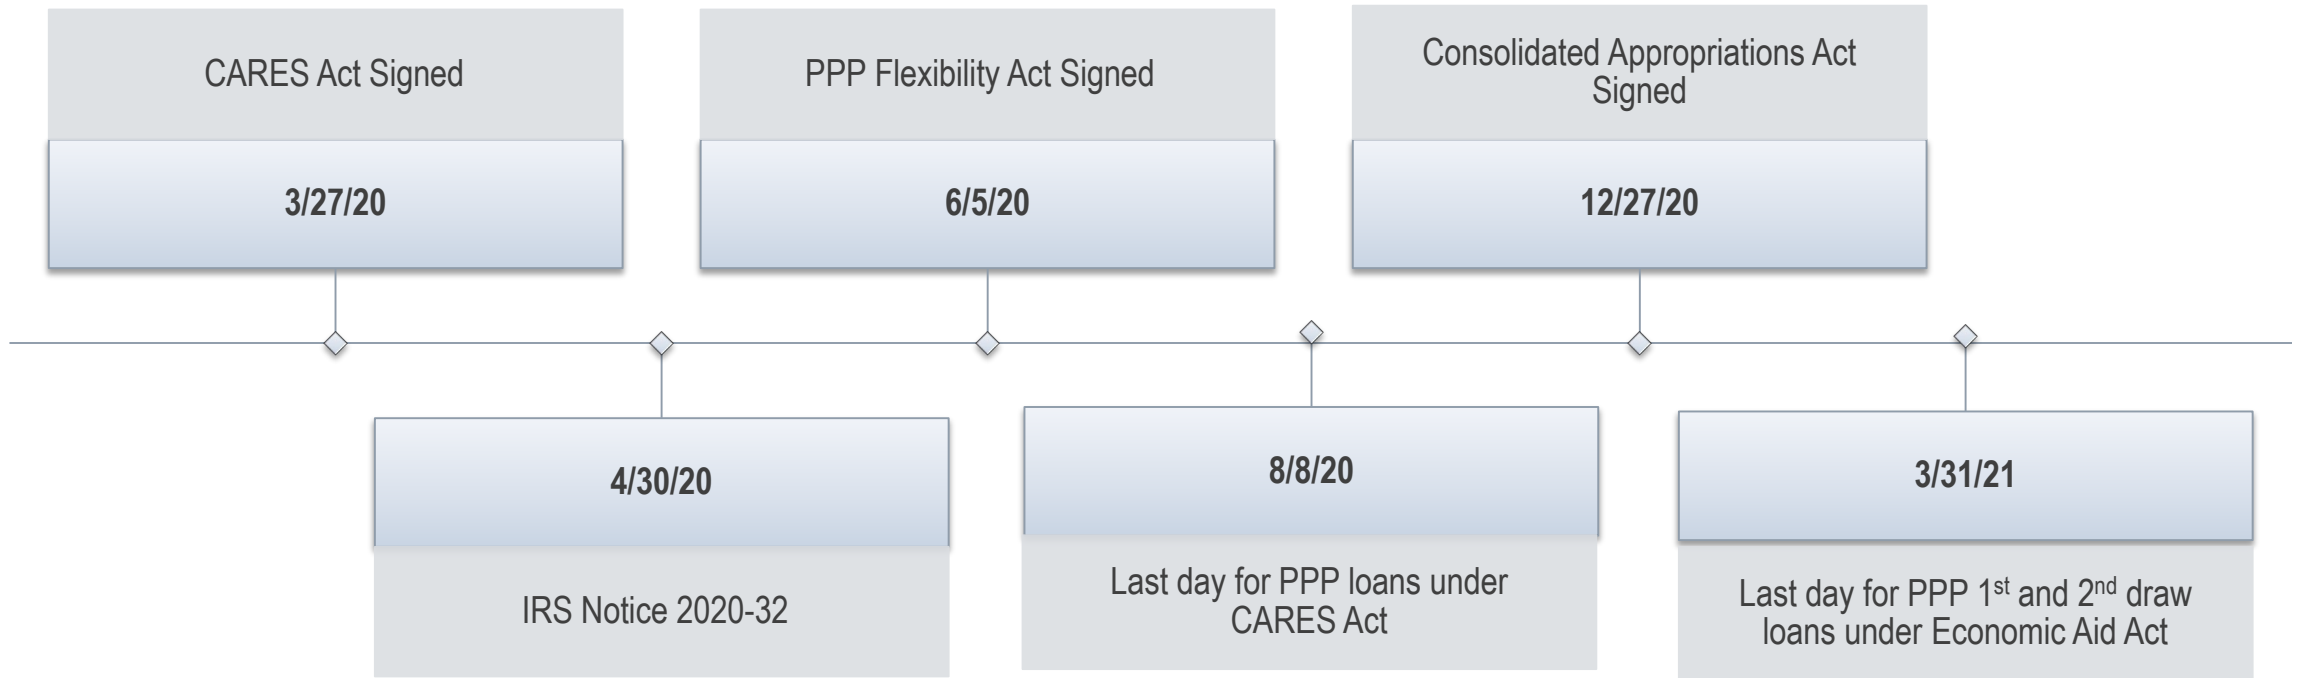 CARES Act Signed
3/27/20
4/30/20
IRS Notice 2020-32
PPP Flexibility Act Signed
6/5/20
8/8/20
Last day for PPP loans under
CARES Act
Consolidated Appropriations Act
Signed
12/27/20
3/31/21
Last day for PPP 1st and 2nd draw
loans under Economic Aid Act